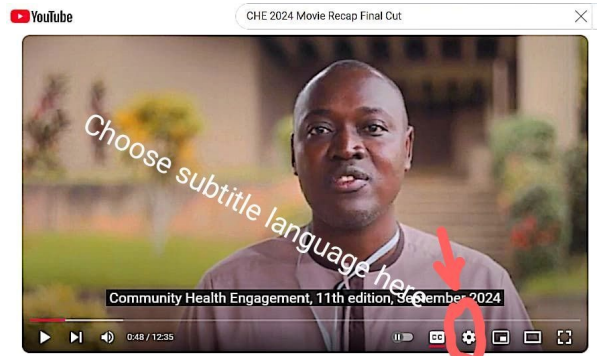 YouTube
CHE 2024 Movie Recap Final Cut
Choose subtitle language here
Community Health Engagement, 11th edition, September 2024
0:48 / 12:35
CC